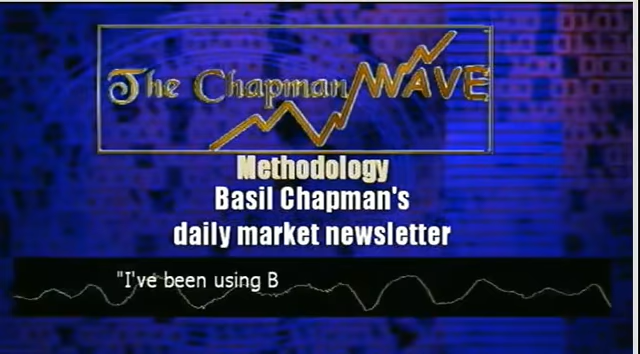 The Chapman WAVE
Methodology
Basil Chapman's
daily market newsletter
"I've been using B